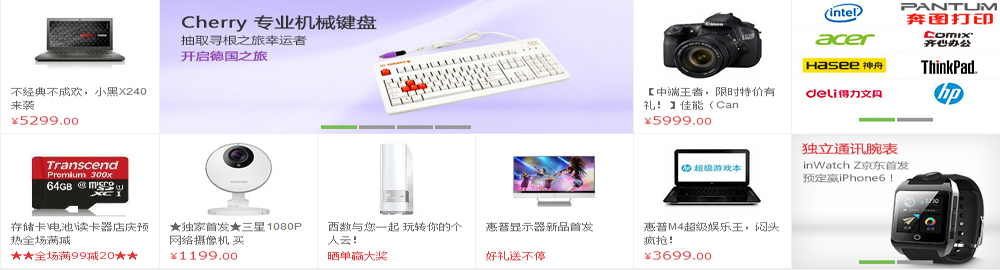 不经典不成欢，小黑X240
来袭
¥5299.00
Cherry 专业机械键盘
抽取寻根之旅幸运者
开启德国之旅
CHERRY
【中端王者，限时特价有
礼！】佳能（Can
¥5999.00
intel
PANTUM
奔图打印
acer
Comix
齐心办公
HASEE 神舟
ThinkPad
deli 得力文具
hp
Transcend
Premium 300x
64GB
micro
SD
XC I
存储卡\电池\读卡器店庆预
热全场满减
★★全场满99减20★★
SAMSUNG
★独家首发★三星1080P
网络摄像机 买
¥1199.00
西数与您一起 玩转你的个
人云！
晒单赢大奖
惠普显示器新品首发
好礼送不停
hp 超级游戏本
惠普M4超级娱乐王，闷头
疯抢！
¥3699.00
独立通讯腕表
inWatch Z京东首发
预定赢iPhone6！